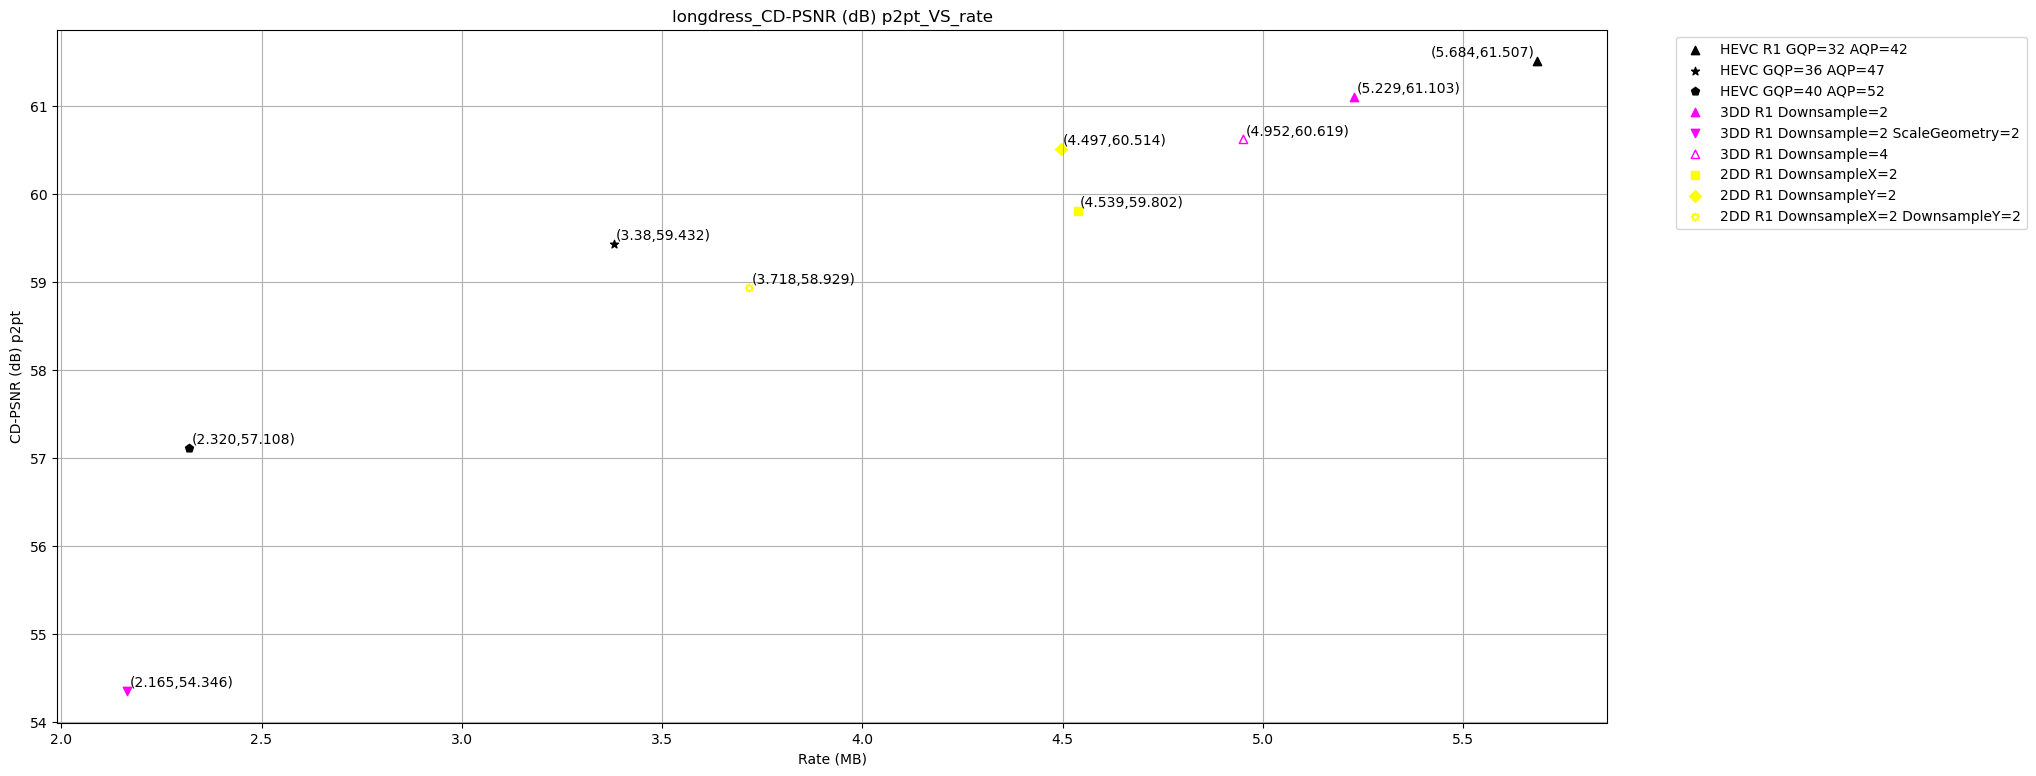 longdress_CD-PSNR (dB) p2pt_VS_rate
(5.684,61.507)
(5.229,61.103)
(4.952,60.619)
(4.497,60.514)
(4.539,59.802)
(3.38,59.432)
(3.718,58.929)
(2.320,57.108)
(2.165,54.346)
61
60
59
58
57
56
55
54
CD-PSNR (dB) p2pt
2.0 2.5 3.0 3.5 4.0 4.5 5.0 5.5
Rate (MB)
HEVC R1 GQP=32 AQP=42
HEVC GQP=36 AQP=47
HEVC GQP=40 AQP=52
3DD R1 Downsample=2
3DD R1 Downsample=2 ScaleGeometry=2
3DD R1 Downsample=4
2DD R1 DownsampleX=2
2DD R1 DownsampleY=2
2DD R1 DownsampleX=2 DownsampleY=2